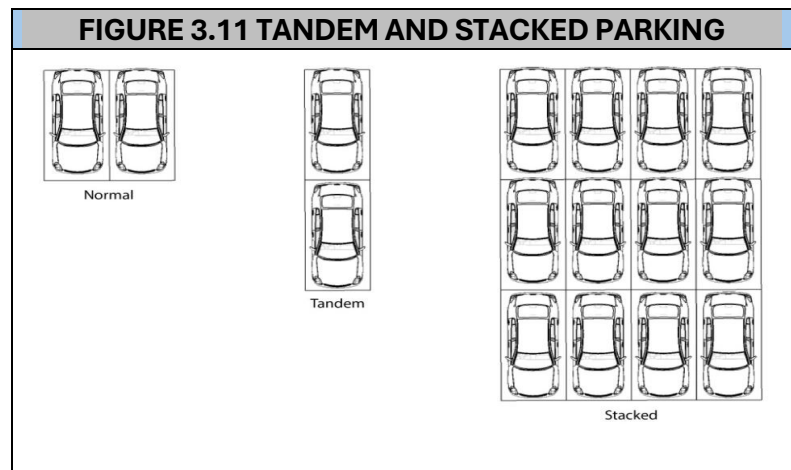 FIGURE 3.11 TANDEM AND STACKED PARKING
Normal
Tandem
Stacked